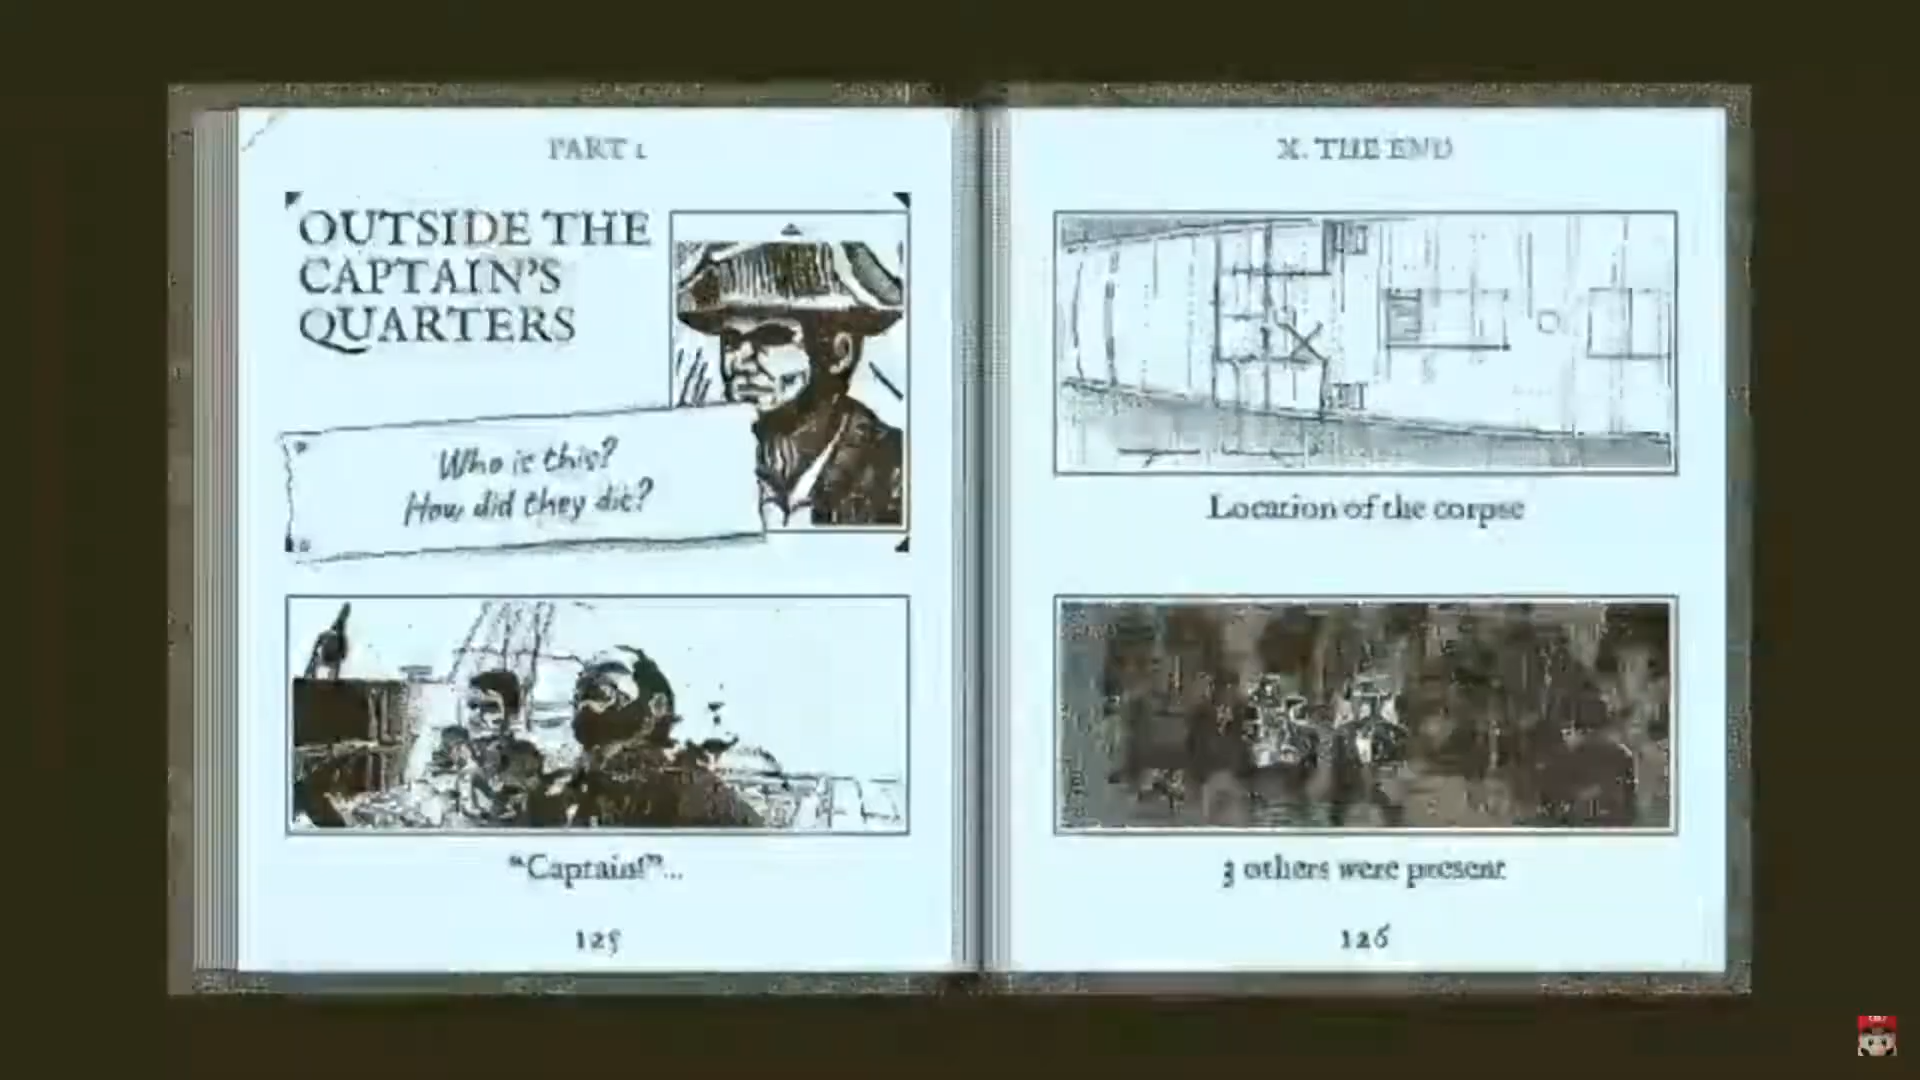 PART 1
OUTSIDE THE
CAPTAIN'S
QUARTERS
Who is this?
How did they die?
"Captain!"...
125
X. THE END
Location of the corpse
3 others were present
126